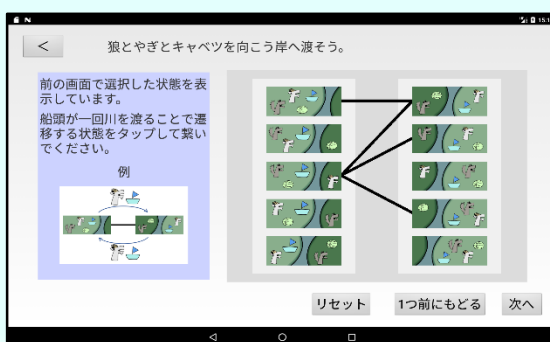 15:1
<
狼とやぎとキャベツを向こう岸へ渡そう。
前の画面で選択した状態を表
示しています。
船頭が一回川を渡ることで遷
移する状態をタップして繋い
でください。
例
リセット
1つ前にもどる
次へ